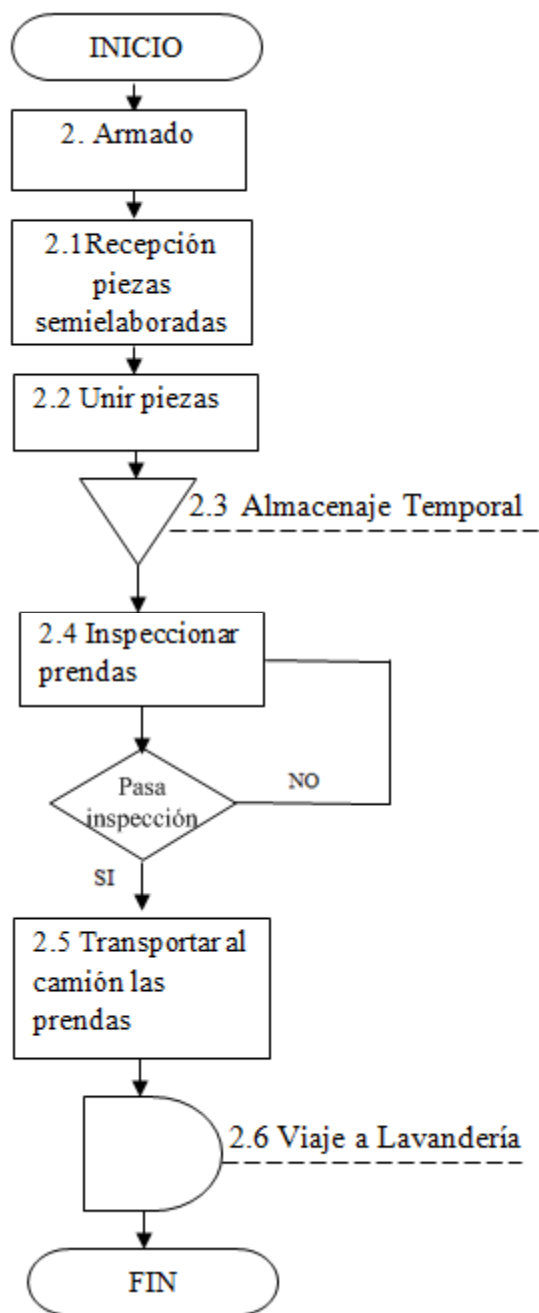 INICIO
2. Armado
2.1Recepción
piezas
semielaboradas
2.2 Unir piezas
2.3 Almacenaje Temporal
2.4 Inspeccionar
prendas
Pasa
inspección
NO
SI
2.5 Transportar al
camión las
prendas
2.6 Viaje a Lavandería
FIN